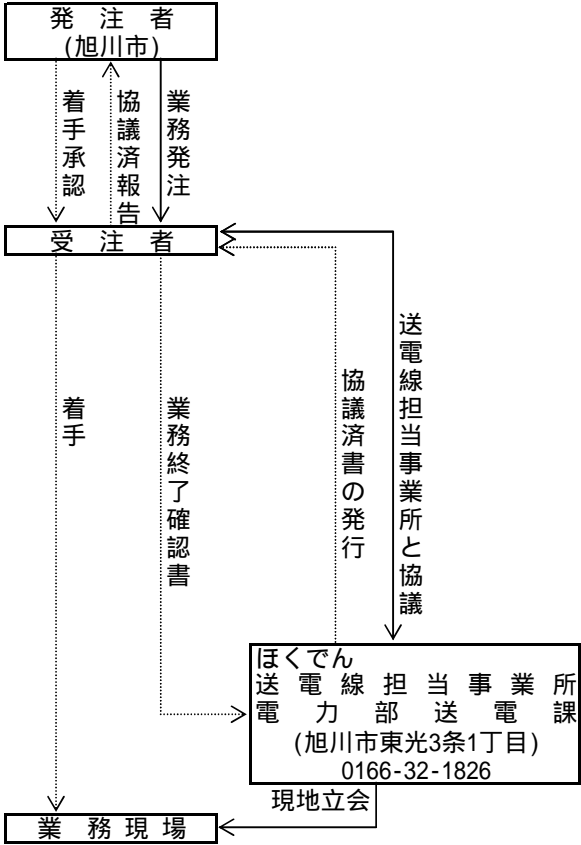 発注者
(旭川市)
着手承認
協議済報告
業務発注
受注者
送電線担当事業所と協議
協議済書の発行
着手
業務終了確認書
ほくでん
送電線担当事業所
電力部送電課
(旭川市東光3条1丁目)
0166-32-1826
現地立会
業務現場